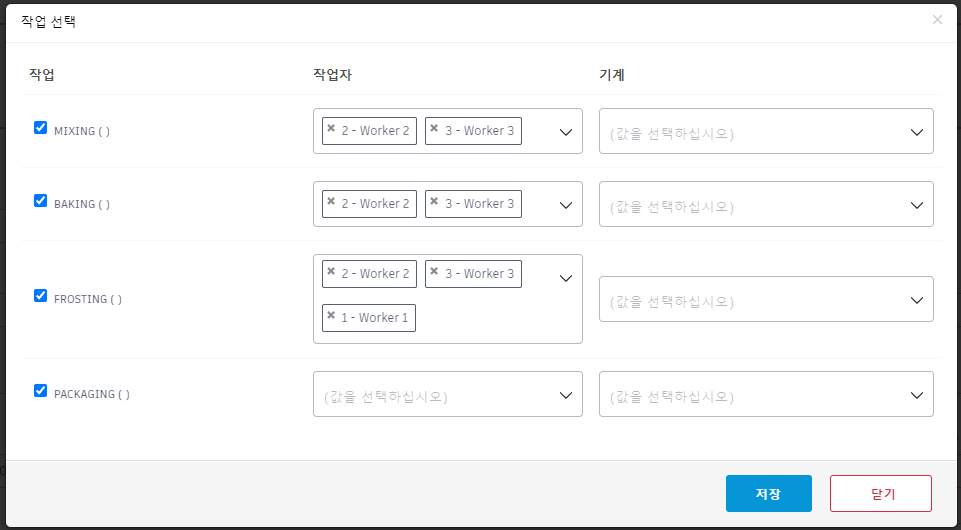 작업 선택
작업 작업자 기계
MIXING ( ) × 2 - Worker 2 × 3 - Worker 3 (값을 선택하십시오)
BAKING ( ) × 2 - Worker 2 × 3 - Worker 3 (값을 선택하십시오)
× 2 - Worker 2 × 3 - Worker 3
FROSTING ( ) (값을 선택하십시오)
× 1 - Worker 1
PACKAGING ( ) (값을 선택하십시오) (값을 선택하십시오)
저장 닫기